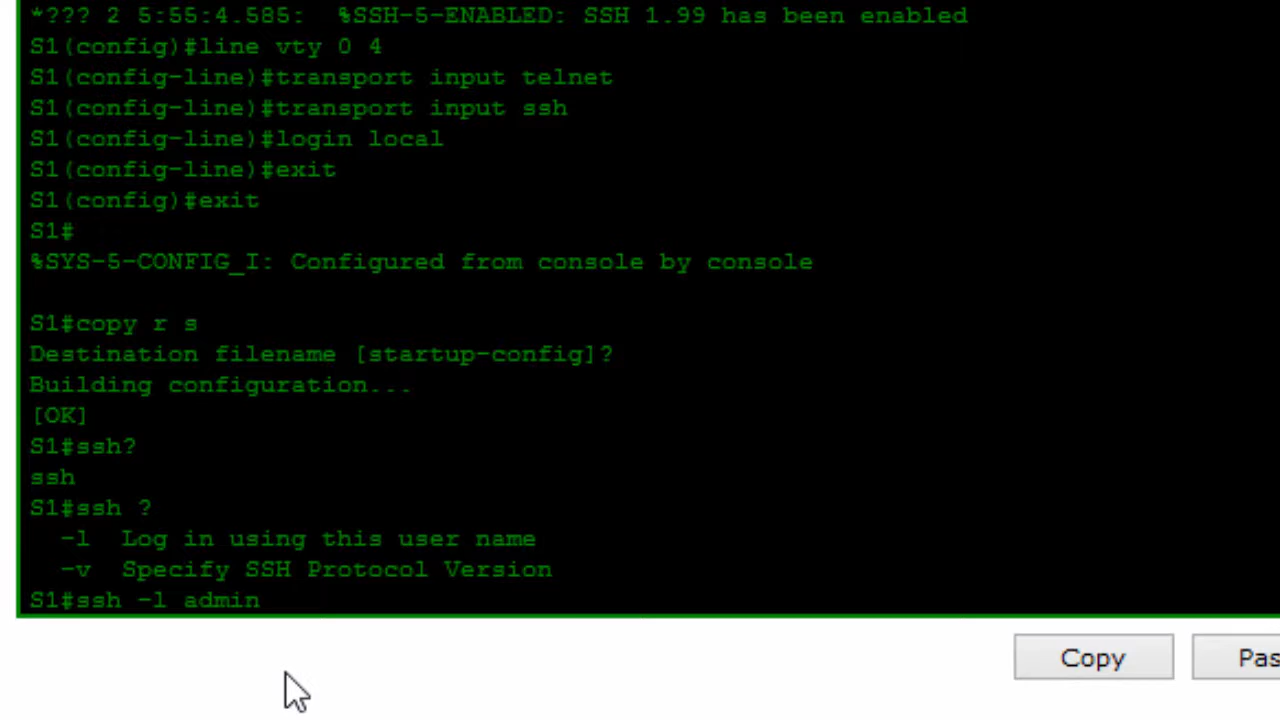 *??? 2 5:55:4.585:  %SSH-5-ENABLED: SSH 1.99 has been enabled
S1(config)#line vty 0 4
S1(config-line)#transport input telnet
S1(config-line)#transport input ssh
S1(config-line)#login local
S1(config-line)#exit
S1(config)#exit
S1#
%SYS-5-CONFIG_I: Configured from console by console
S1#copy r s
Destination filename [startup-config]?
Building configuration...
[OK]
S1#ssh?
ssh
S1#ssh ?
  -l  Log in using this user name
  -v  Specify SSH Protocol Version
S1#ssh -l admin
Copy
Pas